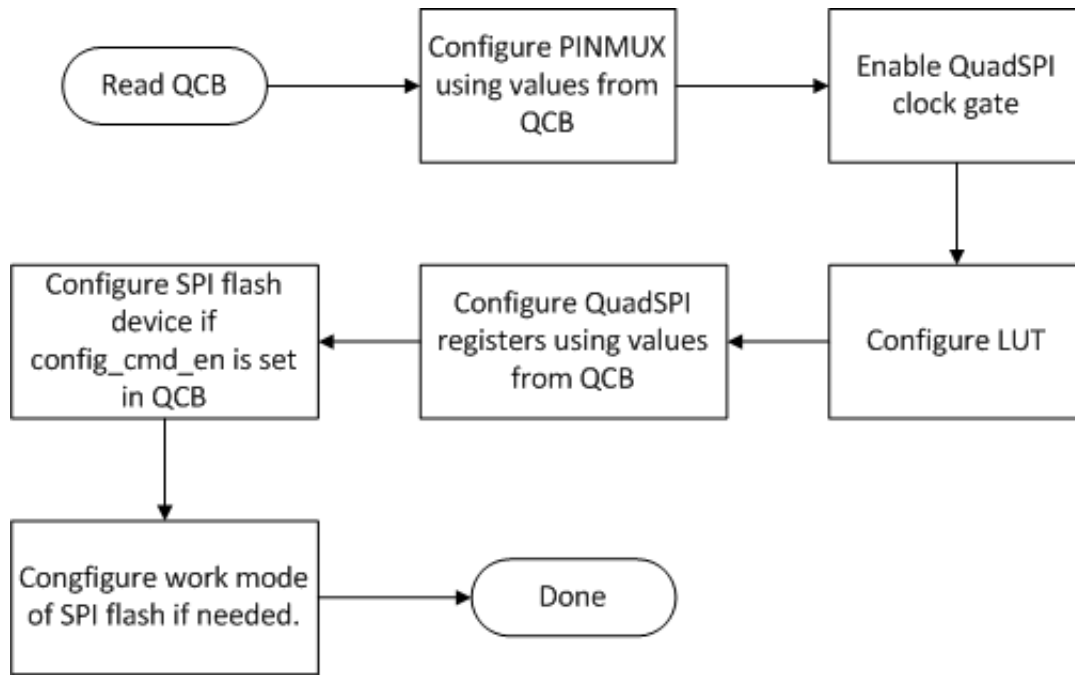 Read QCB
Configure PINMUX
using values from
QCB
Enable QuadSPI
clock gate
Configure LUT
Configure QuadSPI
registers using values
from QCB
Configure SPI flash
device if
config_cmd_en is set
in QCB
Congfigure work mode
of SPI flash if needed.
Done